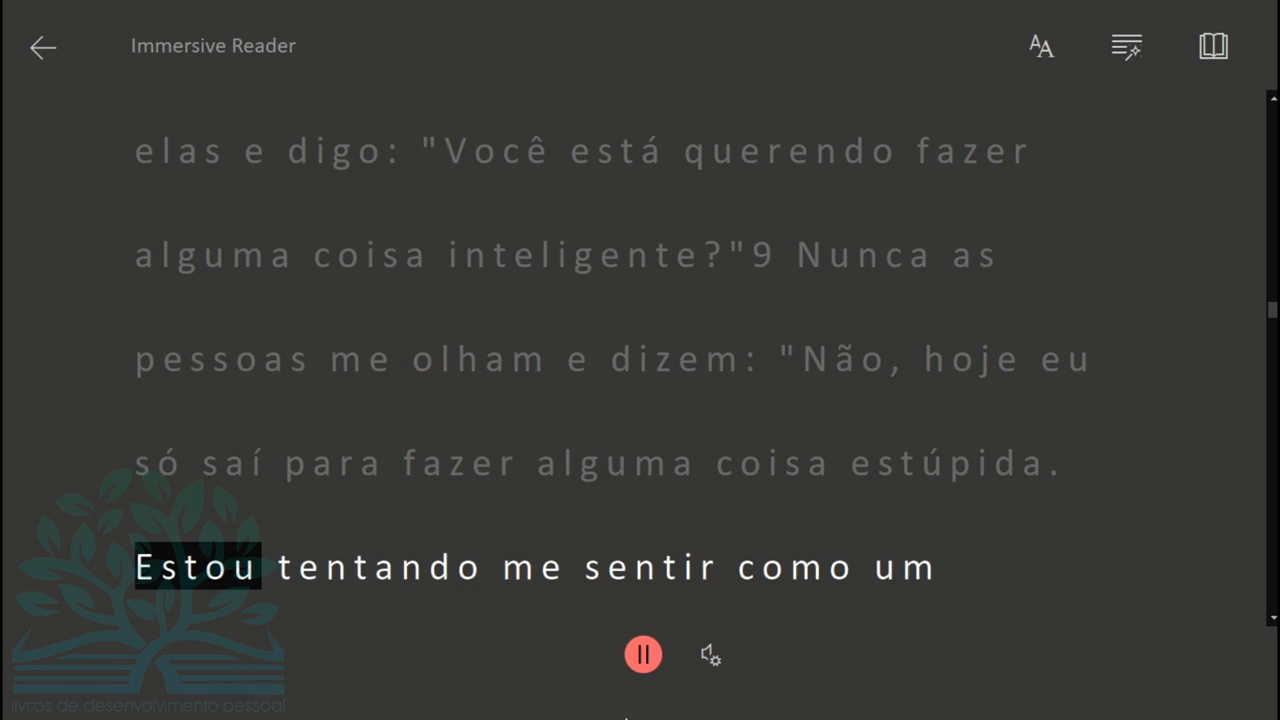 Immersive Reader
elas e digo: "Você está querendo fazer
alguma coisa inteligente?"9 Nunca as
pessoas me olham e dizem: "Não, hoje eu
só saí para fazer alguma coisa estúpida.
Estou tentando me sentir como um
livros de desenvolvimento pessoal